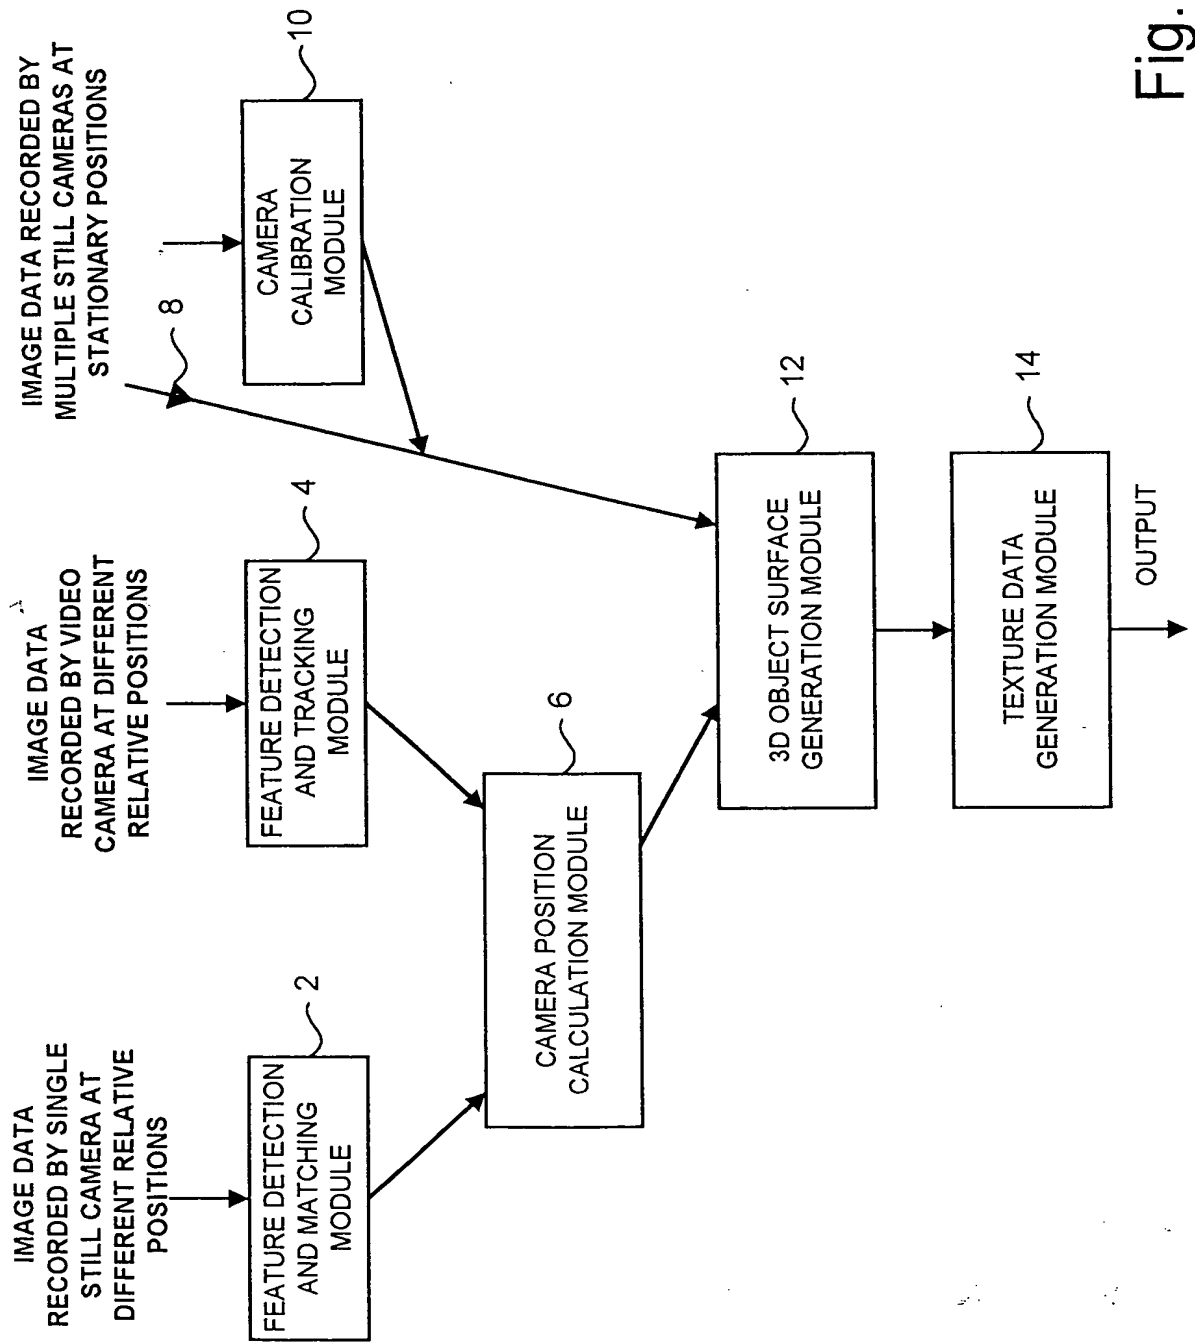 IMAGE DATA
RECORDED BY SINGLE
STILL CAMERA AT
DIFFERENT RELATIVE
POSITIONS
IMAGE DATA
RECORDED BY VIDEO
CAMERA AT DIFFERENT
RELATIVE POSITIONS
IMAGE DATA RECORDED BY
MULTIPLE STILL CAMERAS AT
STATIONARY POSITIONS
8
FEATURE DETECTION
AND MATCHING
MODULE
2
FEATURE DETECTION
AND TRACKING
MODULE
4
CAMERA
CALIBRATION
MODULE
10
CAMERA POSITION
CALCULATION MODULE
6
3D OBJECT SURFACE
GENERATION MODULE
12
TEXTURE DATA
GENERATION MODULE
14
OUTPUT
Fig.